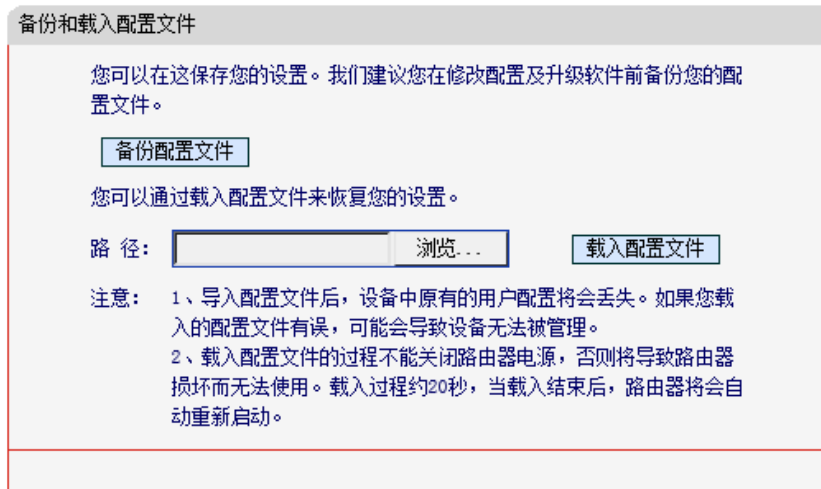 备份和载入配置文件
您可以在这保存您的设置。我们建议您在修改配置及升级软件前备份您的配
置文件。
备份配置文件
您可以通过载入配置文件来恢复您的设置。
路 径： 浏览... 载入配置文件
注意： 1、导入配置文件后，设备中原有的用户配置将会丢失。如果您载
入的配置文件有误，可能会导致设备无法被管理。
2、载入配置文件的过程不能关闭路由器电源，否则将导致路由器
损坏而无法使用。载入过程约20秒，当载入结束后，路由器将会自
动重新启动。